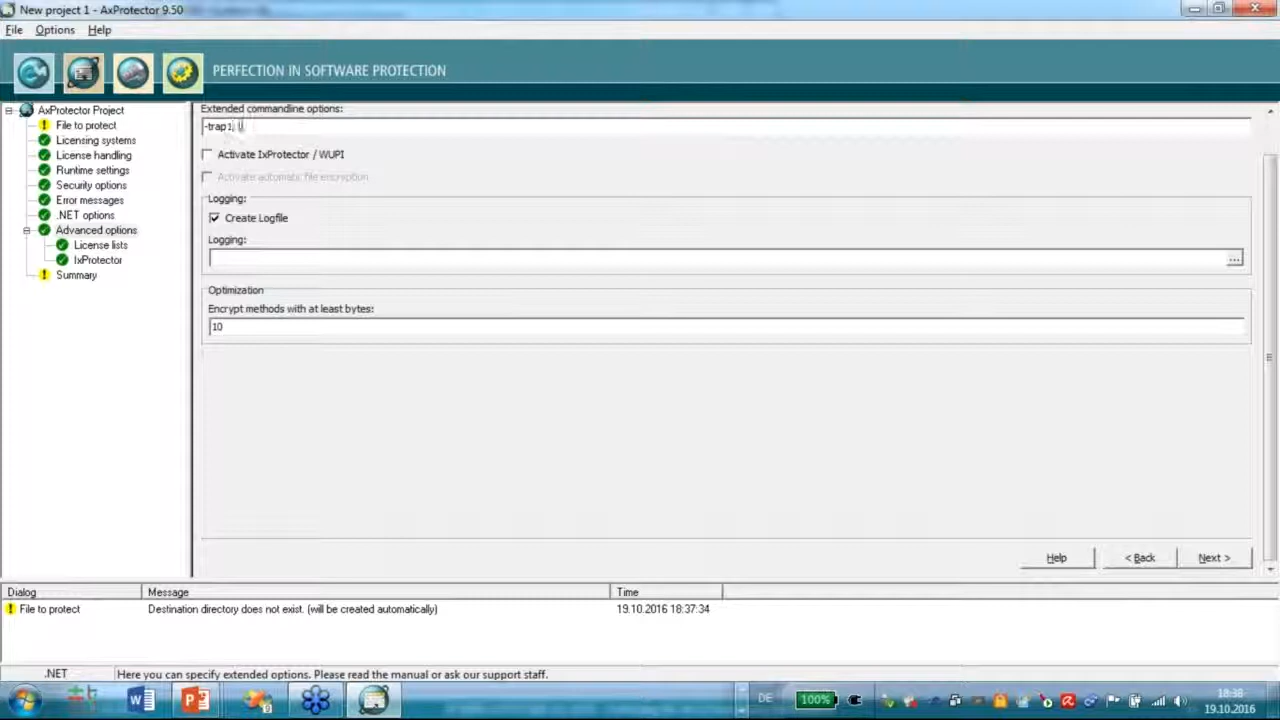 New project 1 - AxProtector 9.50
File Options Help
PERFECTION IN SOFTWARE PROTECTION
AxProtector Project
File to protect
Licensing systems
License handling
Runtime settings
Security options
Error messages
.NET options
Advanced options
License lists
IxProtector
Summary
Extended commandline options:
-trap1,
Activate IxProtector / WUPI
Activate automatic file encryption
Logging:
Create Logfile
Logging:
...
Optimization
Encrypt methods with at least bytes:
10
Help < Back Next >
Dialog Message Time
File to protect Destination directory does not exist. (will be created automatically) 19.10.2016 18:37:34
.NET Here you can specify extended options. Please read the manual or ask our support staff.
DE 100% 18:38
19.10.2016